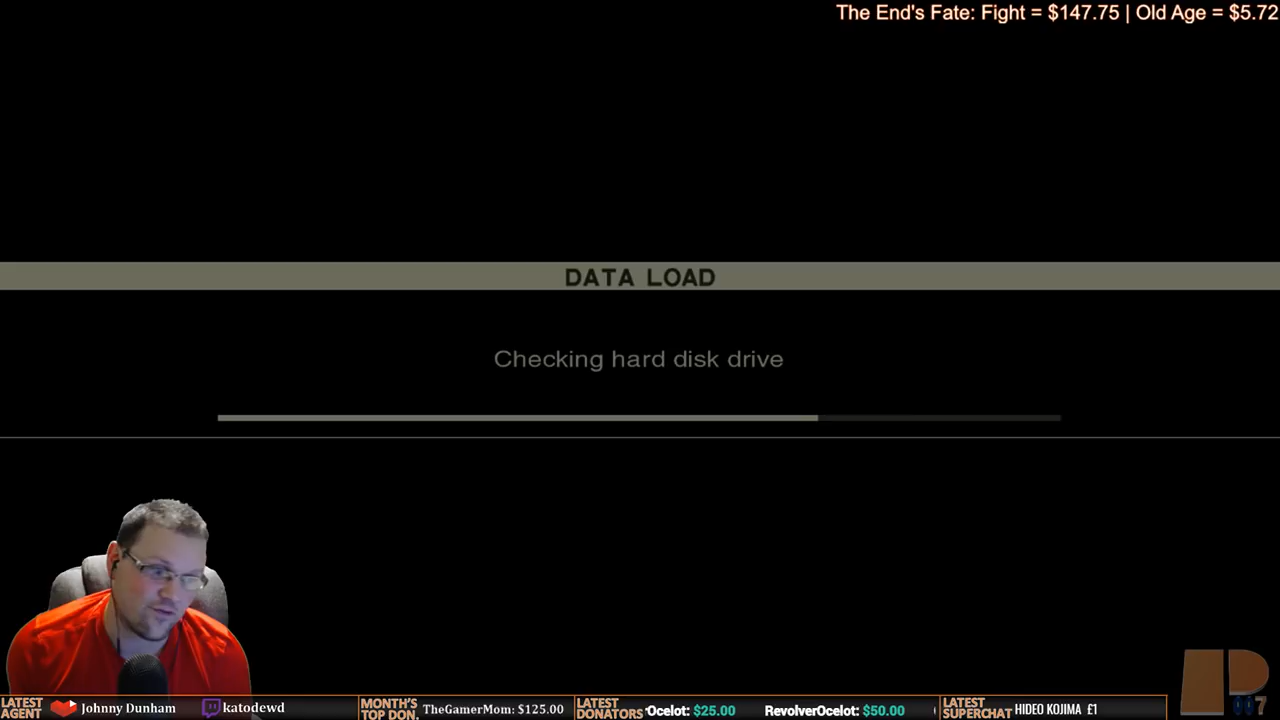 The End's Fate: Fight = $147.75 | Old Age = $5.72
DATA LOAD
Checking hard disk drive
LATEST AGENT Johnny Dunham katodewd
MONTH'S TOP DON. TheGamerMom: $125.00
LATEST DONATORS Ocelot: $25.00 RevolverOcelot: $50.00
LATEST SUPERCHAT HIDEO KOJIMA £1
P
007